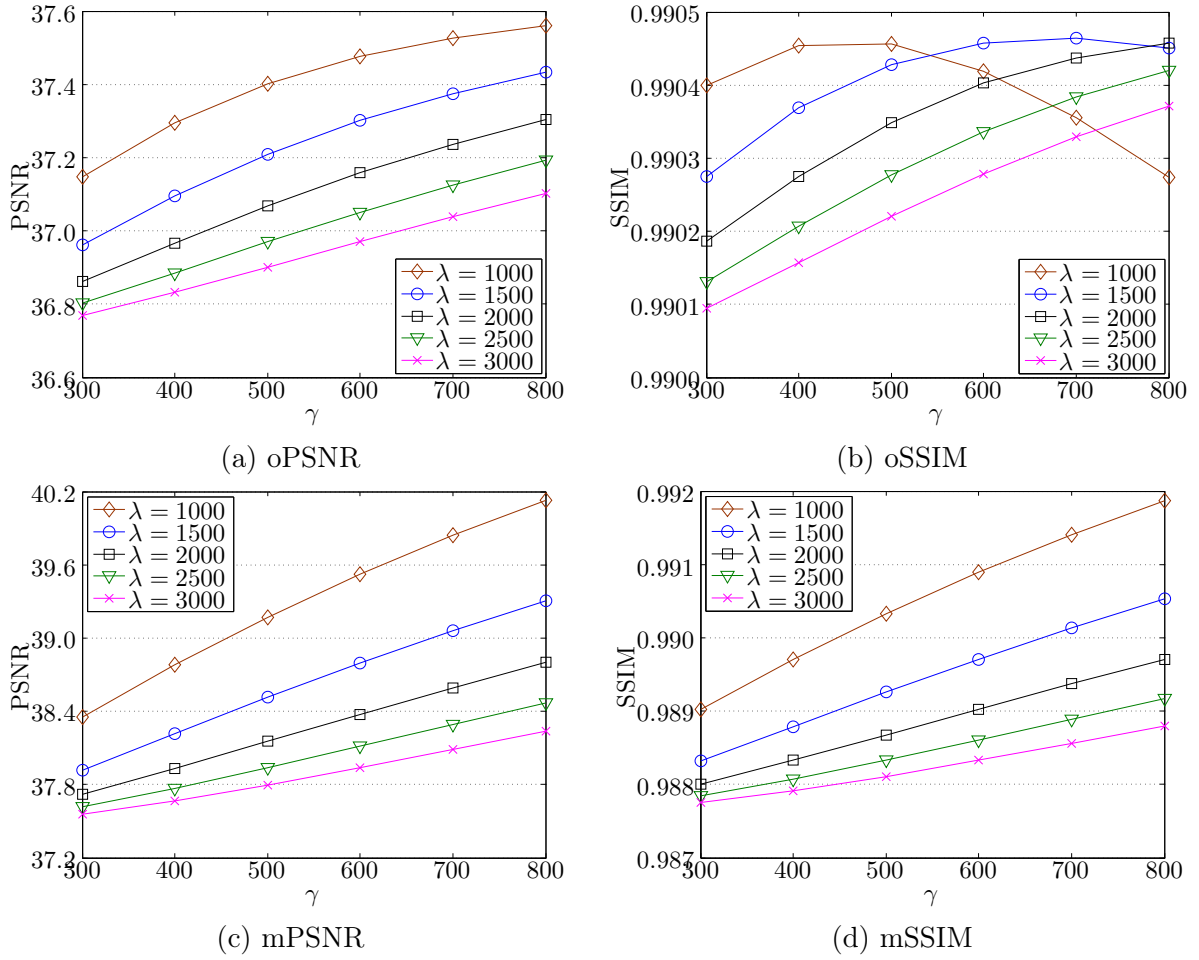 PSNR
37.6
37.4
37.2
37.0
36.8
36.6
300 400 500 600 700 800
γ
λ = 1000
λ = 1500
λ = 2000
λ = 2500
λ = 3000
(a) oPSNR
SSIM
0.9905
0.9904
0.9903
0.9902
0.9901
0.9900
300 400 500 600 700 800
γ
λ = 1000
λ = 1500
λ = 2000
λ = 2500
λ = 3000
(b) oSSIM
PSNR
40.2
39.6
39.0
38.4
37.8
37.2
300 400 500 600 700 800
γ
λ = 1000
λ = 1500
λ = 2000
λ = 2500
λ = 3000
(c) mPSNR
SSIM
0.992
0.991
0.990
0.989
0.988
0.987
300 400 500 600 700 800
γ
λ = 1000
λ = 1500
λ = 2000
λ = 2500
λ = 3000
(d) mSSIM